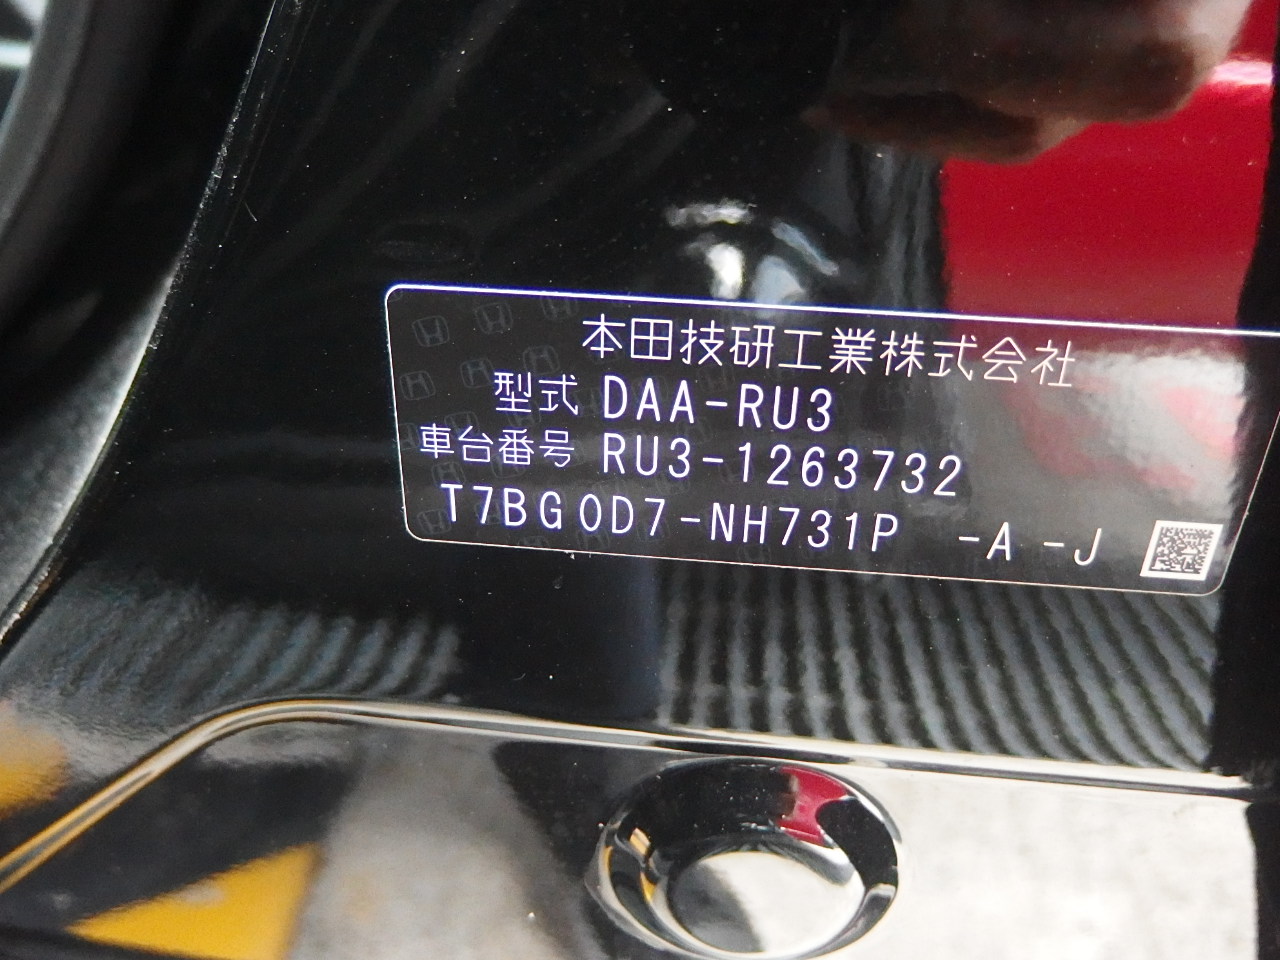 本田技研工業株式会社
型式 DAA-RU3
車台番号 RU3-1263732
T7BG0D7-NH731P -A -J